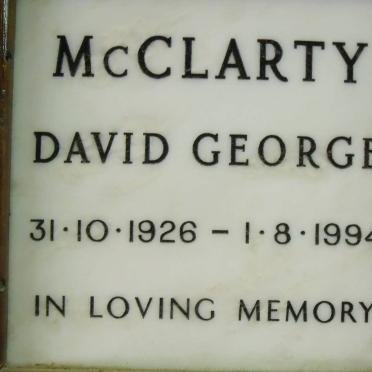 McCLARTY
DAVID GEORGE
31·10·1926 – 1·8·1994
IN LOVING MEMORY